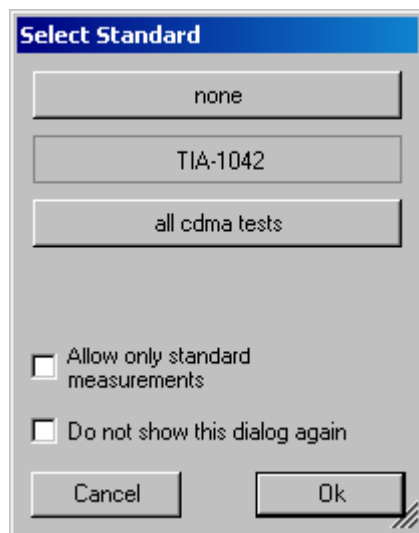 Select Standard
none
TIA-1042
all cdma tests
Allow only standard
measurements
Do not show this dialog again
Cancel Ok